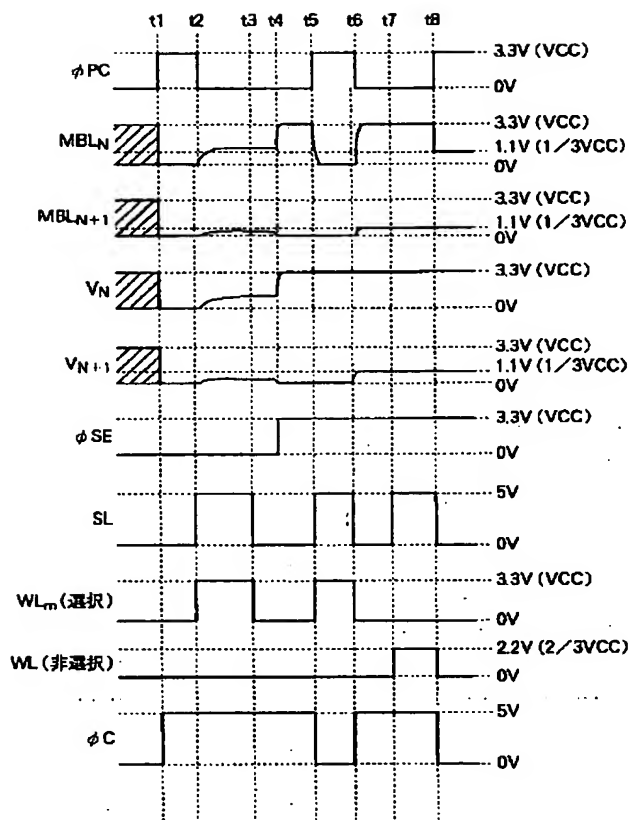 t1 t2 t3 t4 t5 t6 t7 t8
φPC
3.3V (VCC)
0V
MBLN
3.3V (VCC)
1.1V (1/3VCC)
0V
MBLN+1
3.3V (VCC)
1.1V (1/3VCC)
0V
VN
3.3V (VCC)
0V
VN+1
3.3V (VCC)
1.1V (1/3VCC)
0V
φSE
3.3V (VCC)
0V
SL
5V
0V
WLm (選択)
3.3V (VCC)
0V
WL (非選択)
2.2V (2/3VCC)
0V
φC
5V
0V